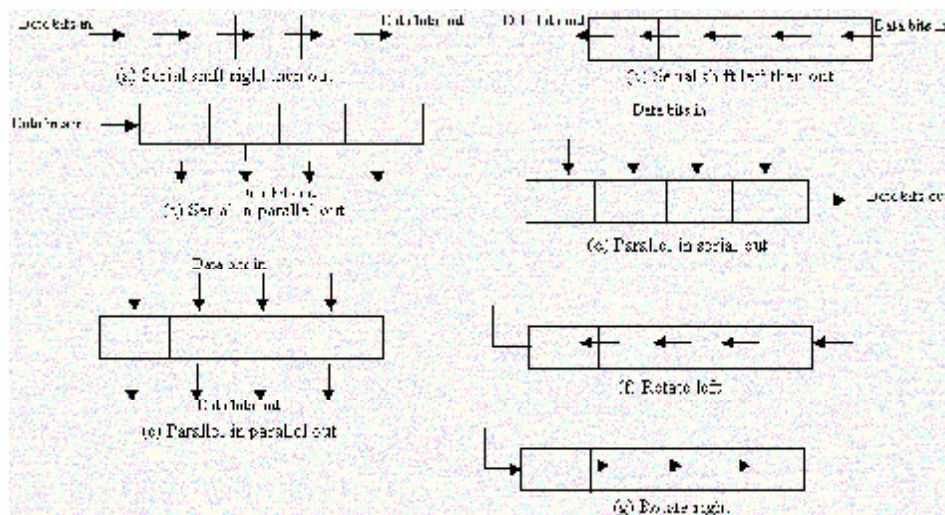 Data bits in
Data bits out
(a) Serial shift right then out
Data bits in
(b) Serial shift left then out
Data bits in
Data bits out
Serial in parallel out
Data bits in
Data bits
Parallel in serial out
Data bits in
Data bits out
Parallel in parallel out
(f) Rotate left
(g) Rotate right